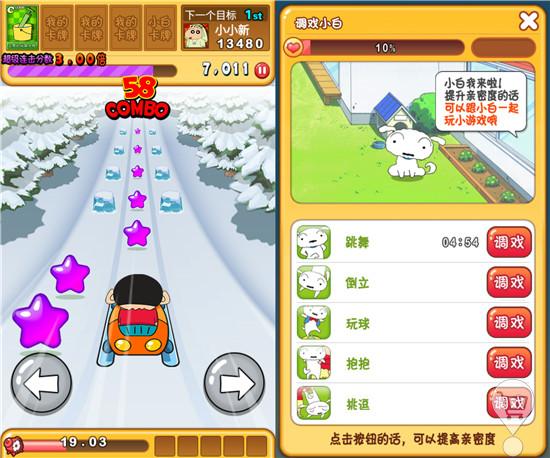 我的卡牌
我的卡牌
我的卡牌
小白卡牌
下一个目标 1st
小小新
13480
超级连击分数 3.00倍
7,011
58
COMBO
19.03
调戏小白
10%
小白我来啦!
提升亲密度的话
可以跟小白一起
玩小游戏哦
跳舞 04:54 调戏
倒立 调戏
玩球 调戏
抱抱 调戏
挑逗 调戏
点击按钮的话，可以提高亲密度